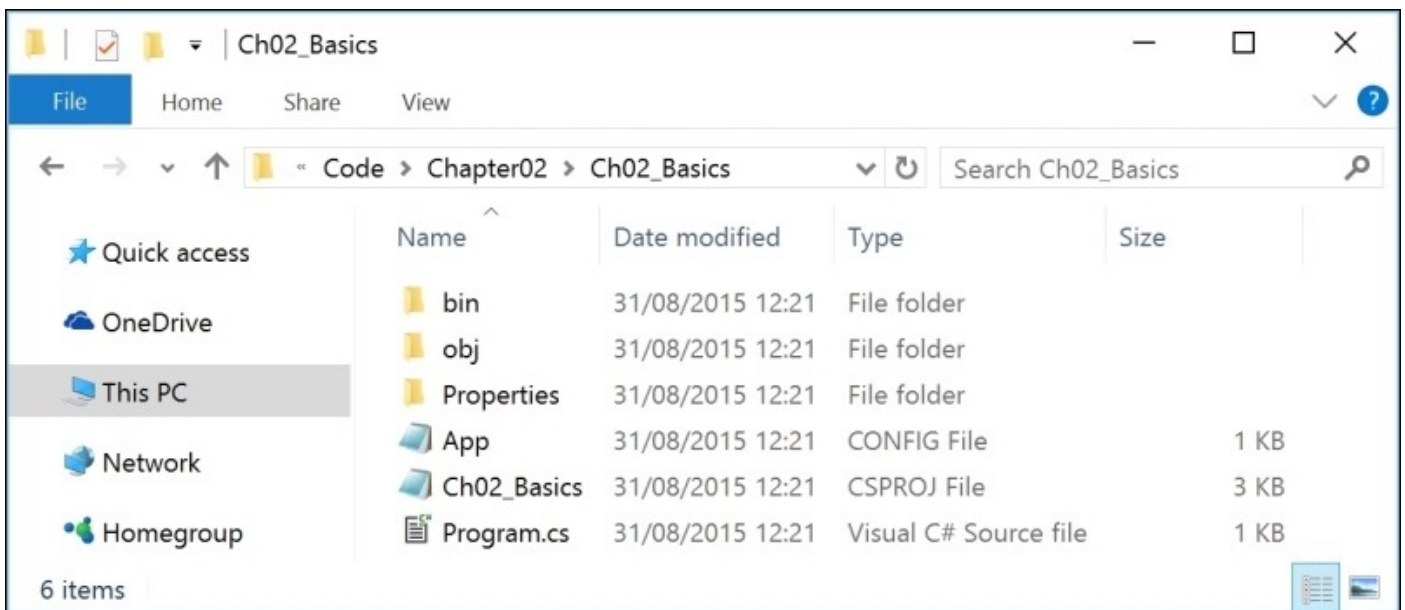 Ch02_Basics
File Home Share View
« Code > Chapter02 > Ch02_Basics Search Ch02_Basics
Name Date modified Type Size
Quick access
OneDrive
This PC
Network
Homegroup
bin 31/08/2015 12:21 File folder
obj 31/08/2015 12:21 File folder
Properties 31/08/2015 12:21 File folder
App 31/08/2015 12:21 CONFIG File 1 KB
Ch02_Basics 31/08/2015 12:21 CSPROJ File 3 KB
Program.cs 31/08/2015 12:21 Visual C# Source file 1 KB
6 items